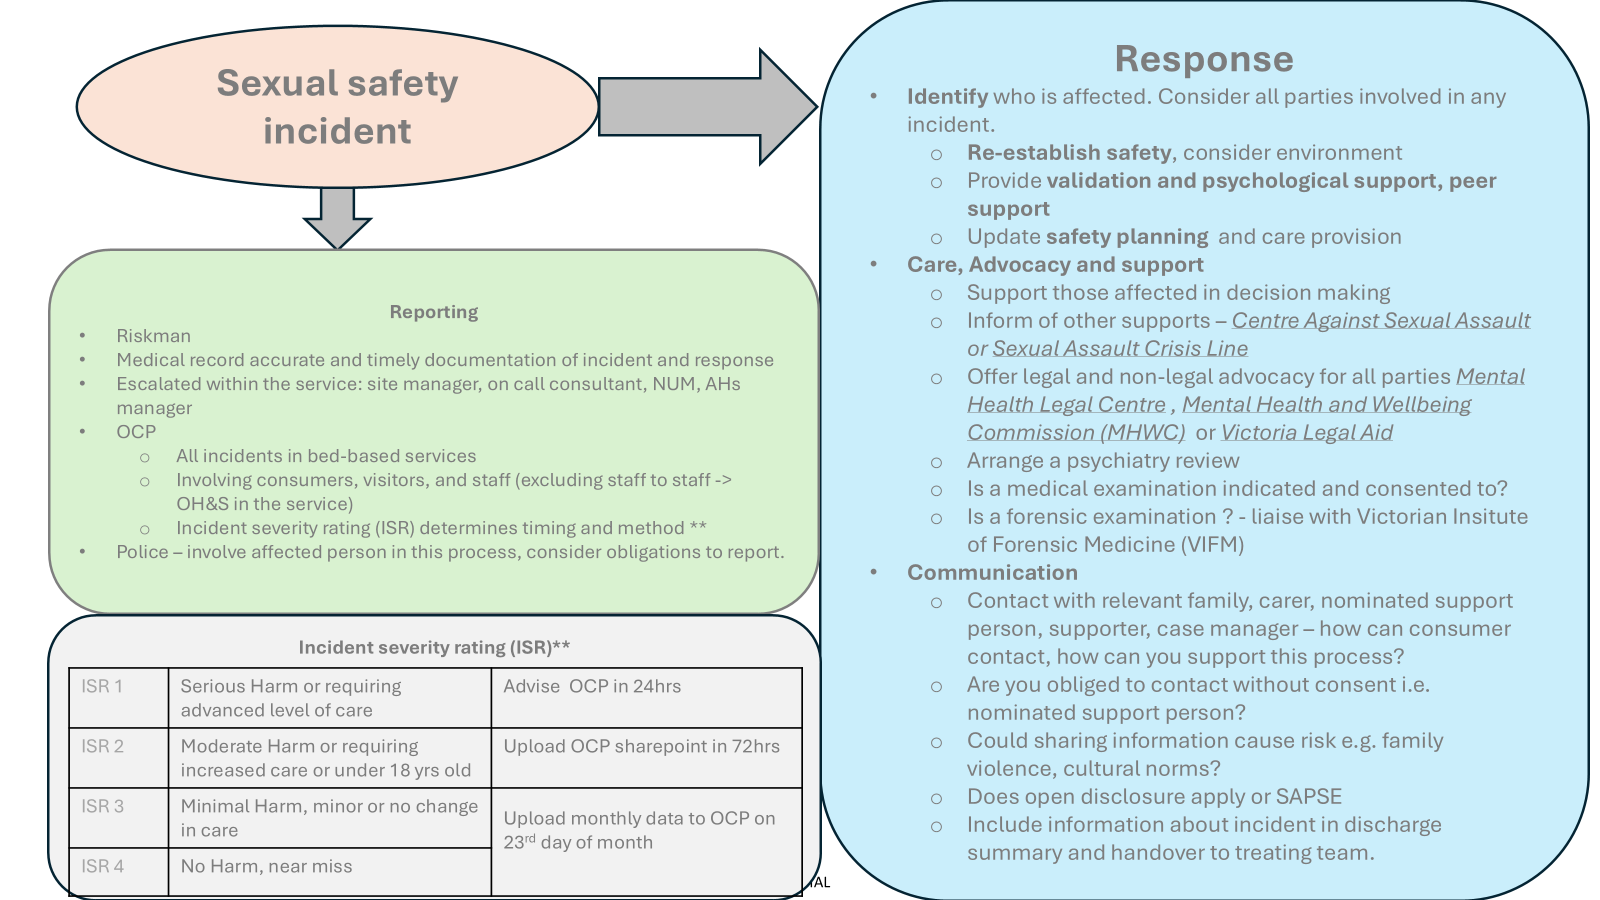 Sexual safety
incident
Response
• Identify who is affected. Consider all parties involved in any
incident.
o Re-establish safety, consider environment
o Provide validation and psychological support, peer
support
o Update safety planning and care provision
• Care, Advocacy and support
o Support those affected in decision making
o Inform of other supports – Centre Against Sexual Assault
or Sexual Assault Crisis Line
o Offer legal and non-legal advocacy for all parties Mental
Health Legal Centre , Mental Health and Wellbeing
Commission (MHWC) or Victoria Legal Aid
o Arrange a psychiatry review
o Is a medical examination indicated and consented to?
o Is a forensic examination ? - liaise with Victorian Insitute
of Forensic Medicine (VIFM)
• Communication
o Contact with relevant family, carer, nominated support
person, supporter, case manager – how can consumer
contact, how can you support this process?
o Are you obliged to contact without consent i.e.
nominated support person?
o Could sharing information cause risk e.g. family
violence, cultural norms?
o Does open disclosure apply or SAPSE
o Include information about incident in discharge
summary and handover to treating team.
Reporting
• Riskman
• Medical record accurate and timely documentation of incident and response
• Escalated within the service: site manager, on call consultant, NUM, AHs
manager
• OCP
o All incidents in bed-based services
o Involving consumers, visitors, and staff (excluding staff to staff ->
OH&S in the service)
o Incident severity rating (ISR) determines timing and method **
• Police – involve affected person in this process, consider obligations to report.
Incident severity rating (ISR)**
ISR 1
Serious Harm or requiring
advanced level of care
Advise OCP in 24hrs
ISR 2
Moderate Harm or requiring
increased care or under 18 yrs old
Upload OCP sharepoint in 72hrs
ISR 3
Minimal Harm, minor or no change
in care
Upload monthly data to OCP on
23rd day of month
ISR 4
No Harm, near miss